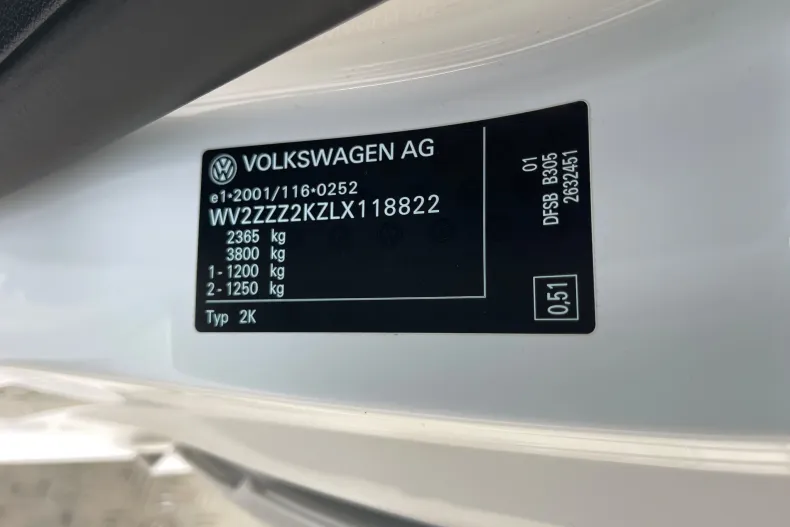 VOLKSWAGEN AG
e1*2001/116*0252
WV2ZZZ2KZLX118822
2365 kg
3800 kg
1 - 1200 kg
2 - 1250 kg
Typ 2K
01
DFSB B305
2632451
0,51